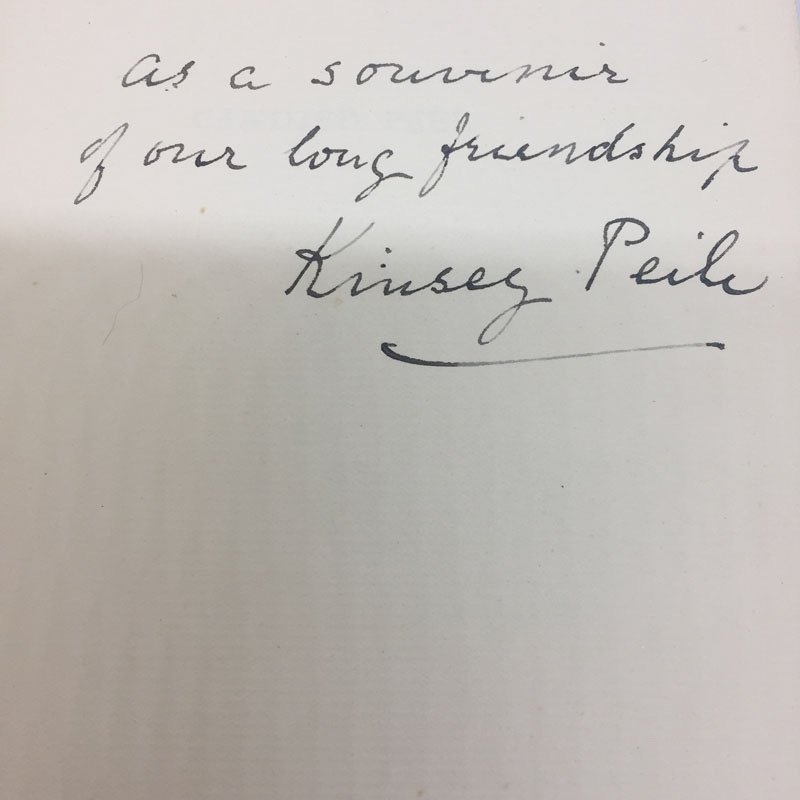 as a souvenir
of our long friendship
Kinsey Peile